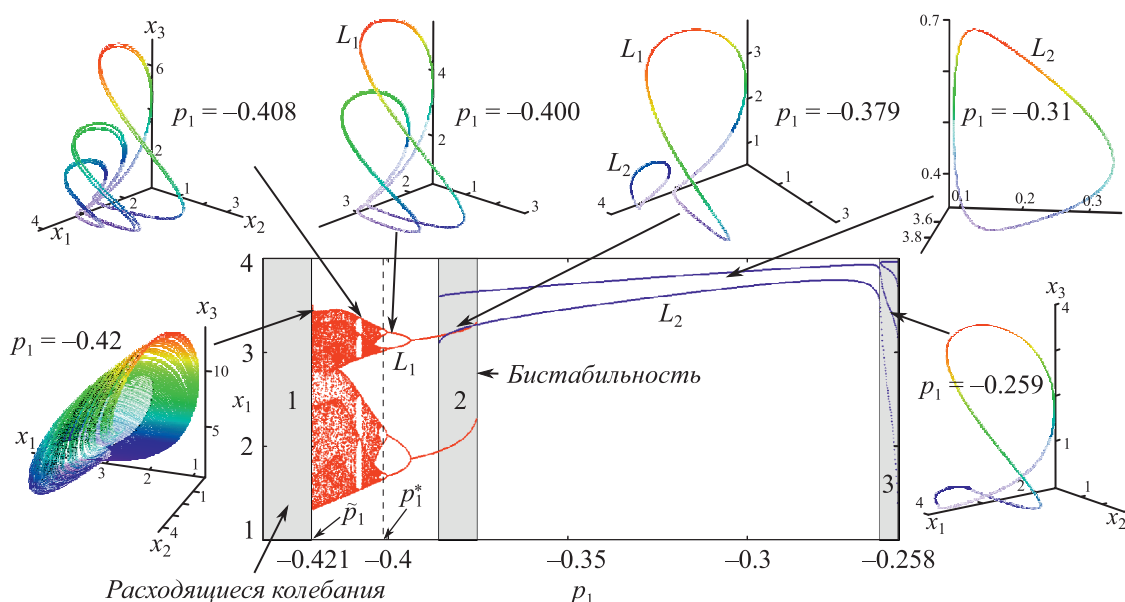 x₃
6
2
p₁ = –0.408
4
2
3
x₁
x₂
L₁
4
2
1
3
2
3
p₁ = –0.400
L₁
3
2
1
L₂
4
2
1
3
p₁ = –0.379
0.7
L₂
p₁ = –0.31
0.4
0.1
0.2
0.3
3.6
3.8
p₁ = –0.42
x₃
10
5
x₁
3
2
1
1
2
4
x₂
4
3
x₁
2
1
1
2
3
L₁
L₂
Бистабильность
p̃₁
p₁*
–0.421
–0.4
–0.35
–0.3
–0.258
p₁
Расходящиеся колебания
x₃
4
p₁ = –0.259
1
4
2
1
3
x₁
x₂